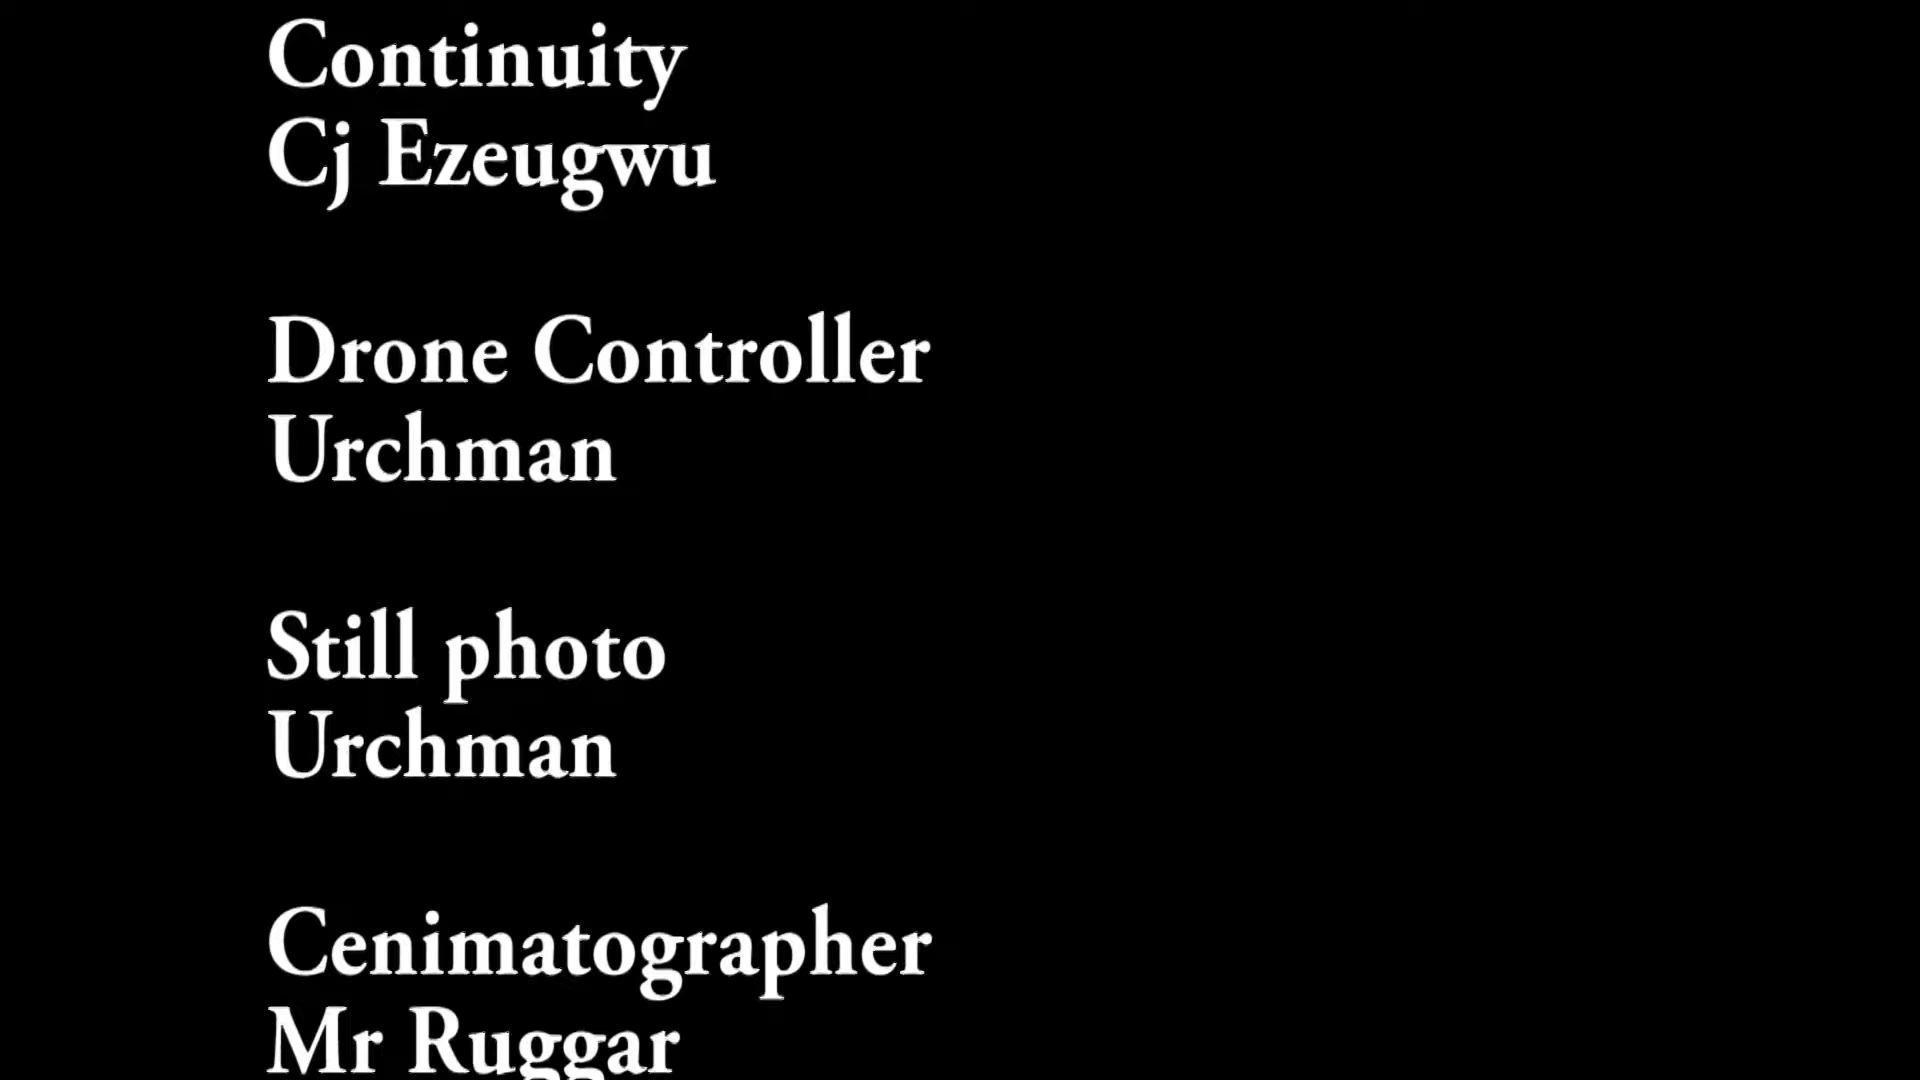 Continuity
Cj Ezeugwu
Drone Controller
Urchman
Still photo
Urchman
Cenimatographer
Mr Ruggar